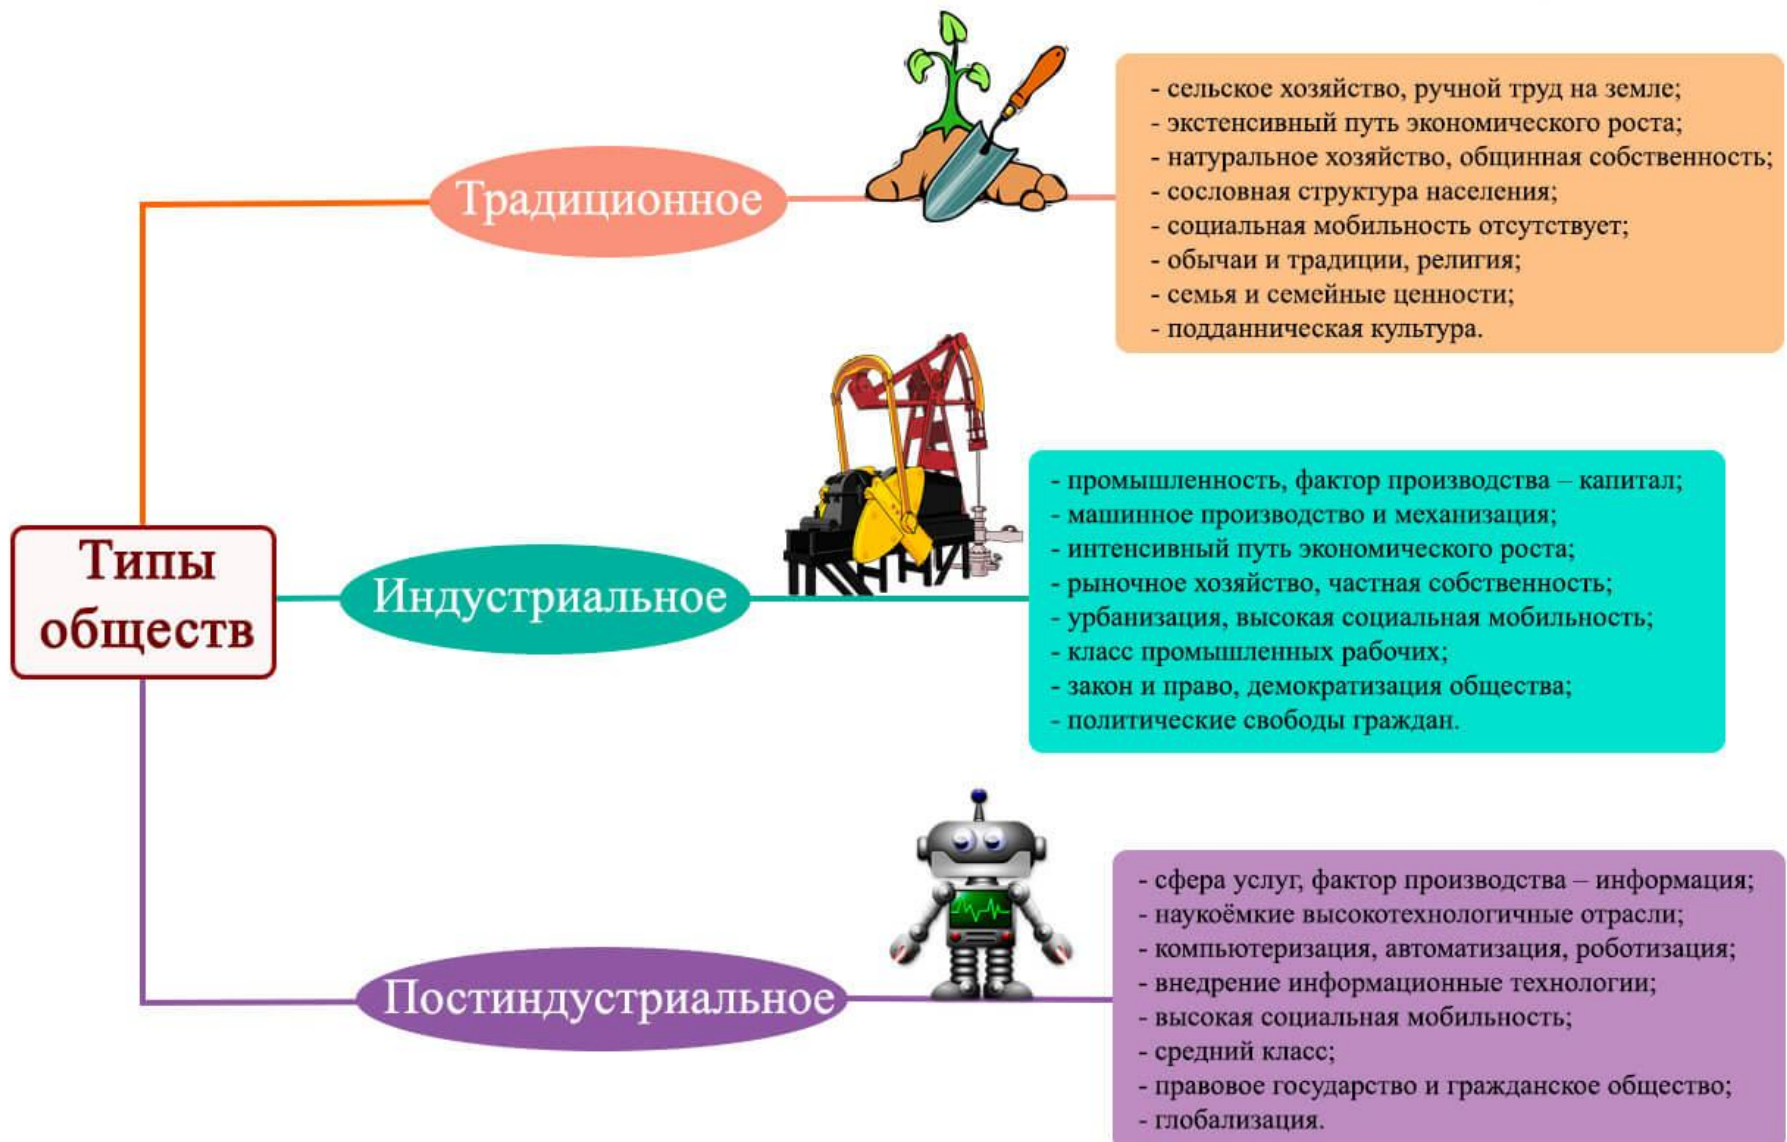 Типы
обществ
Традиционное
- сельское хозяйство, ручной труд на земле;
- экстенсивный путь экономического роста;
- натуральное хозяйство, общинная собственность;
- сословная структура населения;
- социальная мобильность отсутствует;
- обычаи и традиции, религия;
- семья и семейные ценности;
- подданническая культура.
Индустриальное
- промышленность, фактор производства – капитал;
- машинное производство и механизация;
- интенсивный путь экономического роста;
- рыночное хозяйство, частная собственность;
- урбанизация, высокая социальная мобильность;
- класс промышленных рабочих;
- закон и право, демократизация общества;
- политические свободы граждан.
Постиндустриальное
- сфера услуг, фактор производства – информация;
- наукоёмкие высокотехнологичные отрасли;
- компьютеризация, автоматизация, роботизация;
- внедрение информационные технологии;
- высокая социальная мобильность;
- средний класс;
- правовое государство и гражданское общество;
- глобализация.